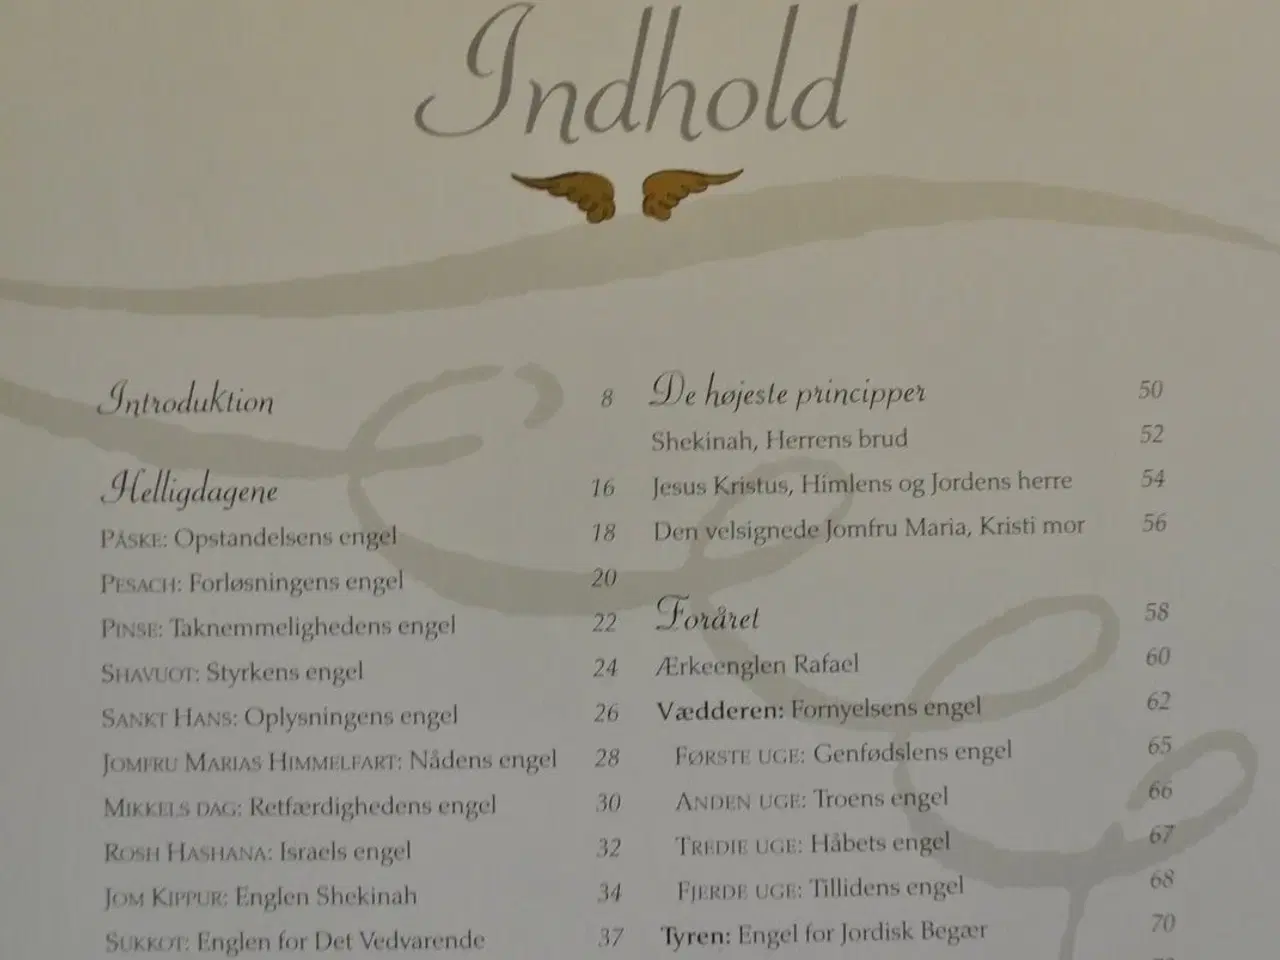 Indhold
Introduktion 8
Helligdagene 16
PÅSKE: Opstandelsens engel 18
PESACH: Forløsningens engel 20
PINSE: Taknemmelighedens engel 22
SHAVUOT: Styrkens engel 24
SANKT HANS: Oplysningens engel 26
JOMFRU MARIAS HIMMELFART: Nådens engel 28
MIKKELS DAG: Retfærdighedens engel 30
ROSH HASHANA: Israels engel 32
JOM KIPPUR: Englen Shekinah 34
SUKKOT: Englen for Det Vedvarende 37
De højeste principper 50
Shekinah, Herrens brud 52
Jesus Kristus, Himlens og Jordens herre 54
Den velsignede Jomfru Maria, Kristi mor 56
Foråret 58
Ærkeenglen Rafael 60
Vædderen: Fornyelsens engel 62
FØRSTE UGE: Genfødslens engel 65
ANDEN UGE: Troens engel 66
TREDIE UGE: Håbets engel 67
FJERDE UGE: Tillidens engel 68
Tyren: Engel for Jordisk Begær 70